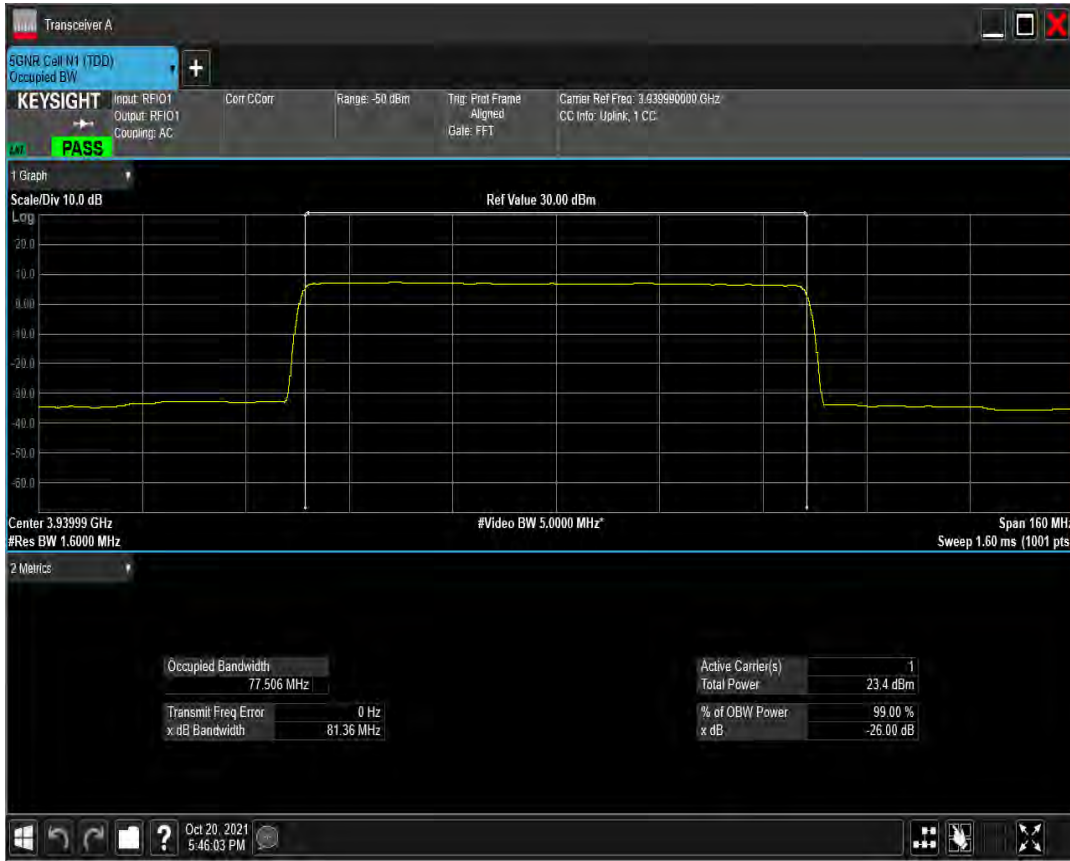 Transceiver A
5GNR Cell N1 (TDD)
Occupied BW
+
KEYSIGHT
Input: RFIO1
Output: RFIO1
Coupling: AC
Corr CCorr
Range: -50 dBm
Trig: Prot Frame
Aligned
Gate: FFT
Carrier Ref Freq: 3.939990000 GHz
CC Info: Uplink, 1 CC
PASS
1 Graph
Scale/Div 10.0 dB
Ref Value 30.00 dBm
Log
20.0
10.0
0.00
-10.0
-20.0
-30.0
-40.0
-50.0
-60.0
Center 3.93999 GHz
#Video BW 5.0000 MHz*
Span 160 MHz
#Res BW 1.6000 MHz
Sweep 1.60 ms (1001 pts
2 Metrics
Occupied Bandwidth
77.506 MHz
Transmit Freq Error 0 Hz
x dB Bandwidth 81.36 MHz
Active Carrier(s) 1
Total Power 23.4 dBm
% of OBW Power 99.00 %
x dB -26.00 dB
?
Oct 20, 2021
5:46:03 PM